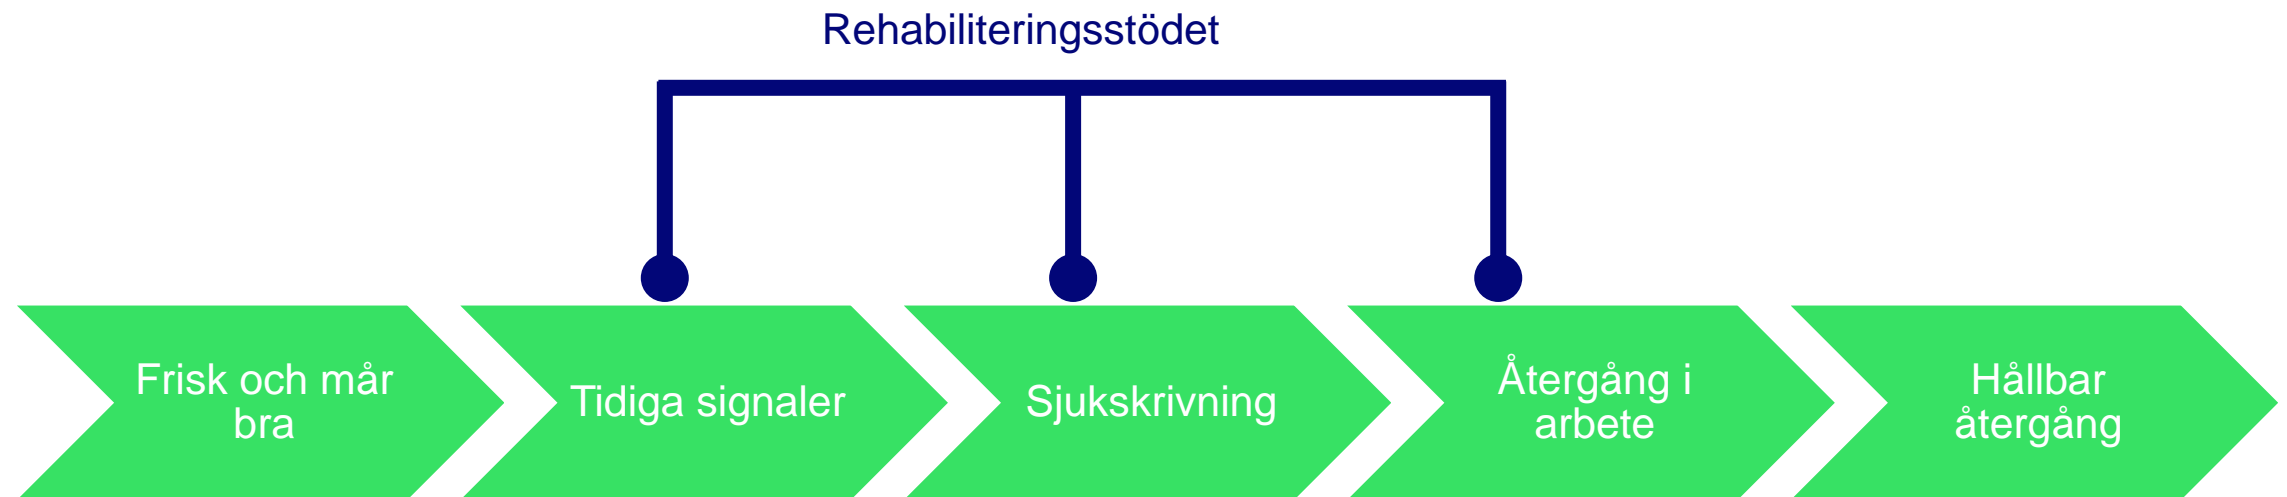 Rehabiliteringsstödet
Frisk och mår
bra
Tidiga signaler
Sjukskrivning
Återgång i
arbete
Hållbar
återgång